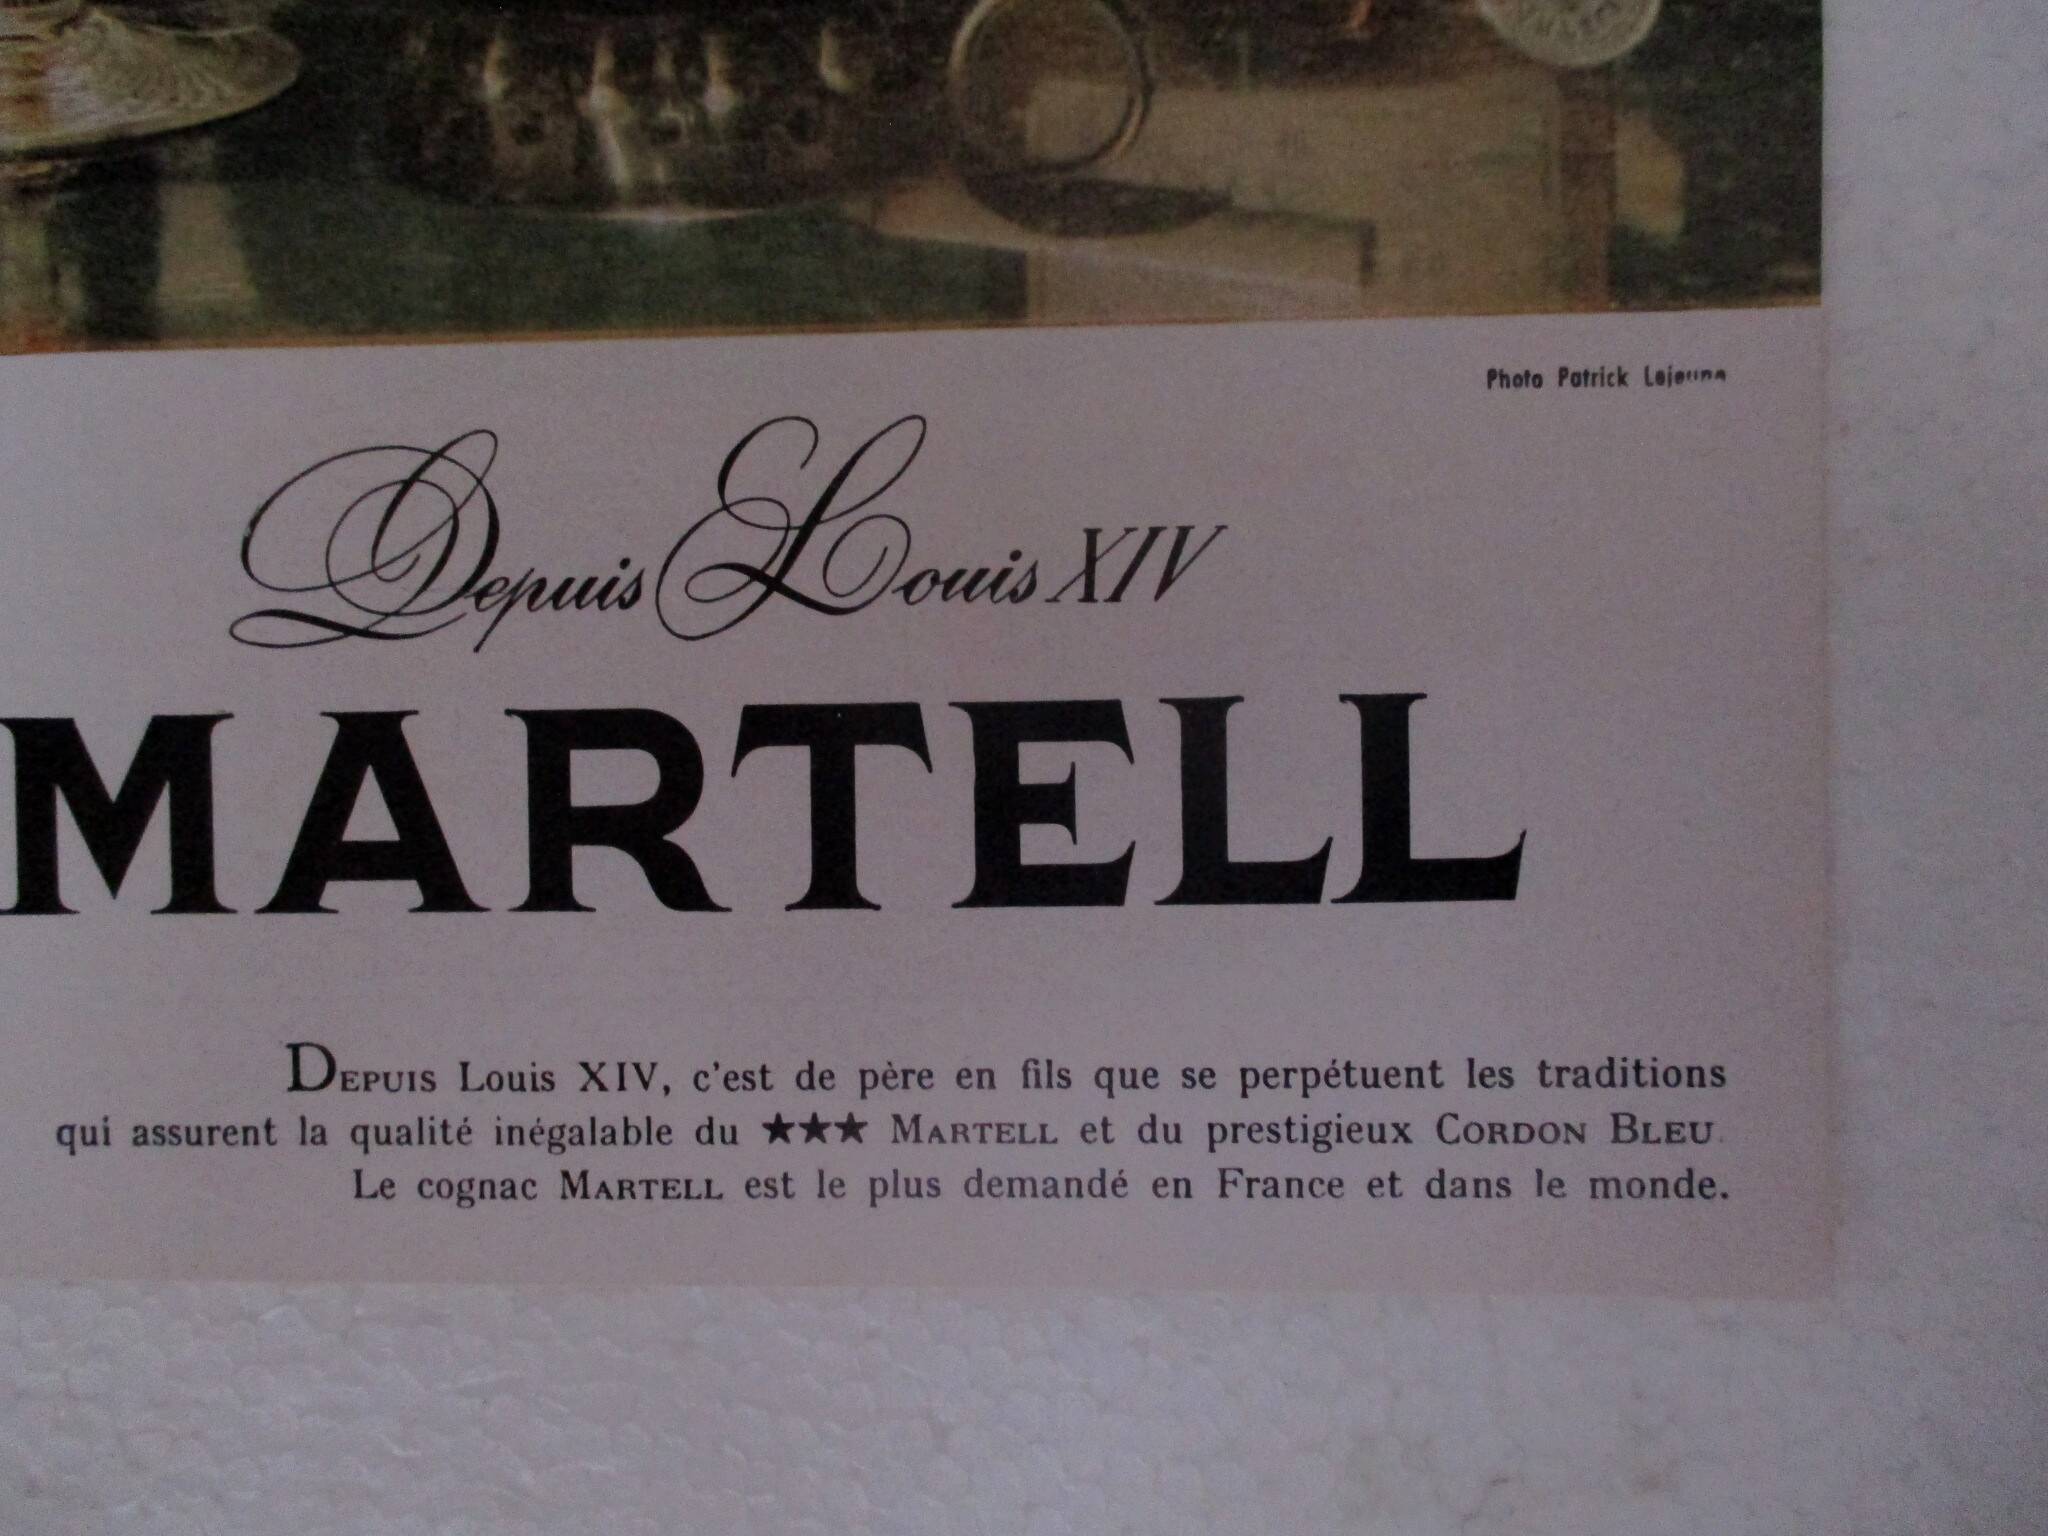 Photo Patrick Lejeune
Depuis Louis XIV
MARTELL
DEPUIS Louis XIV, c'est de père en fils que se perpétuent les traditions
qui assurent la qualité inégalable du ★★★ MARTELL et du prestigieux CORDON BLEU.
Le cognac MARTELL est le plus demandé en France et dans le monde.